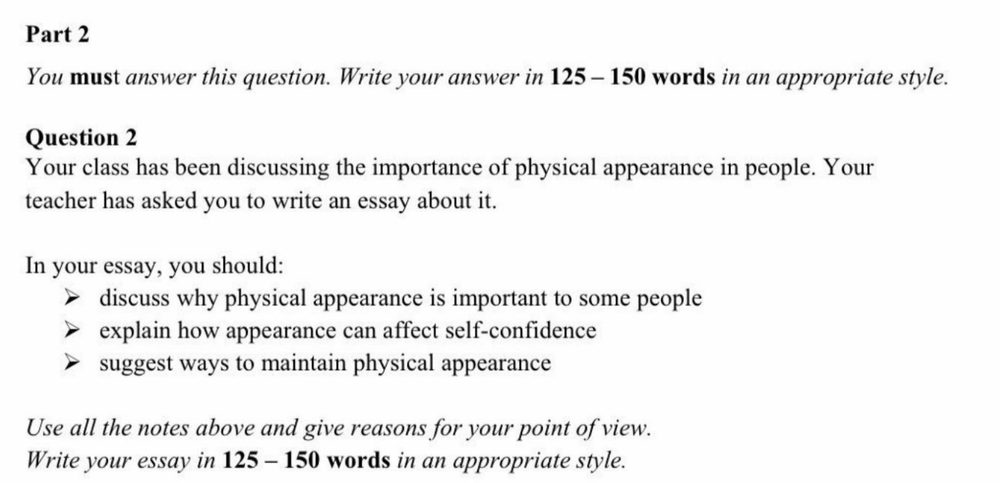 Part 2
You must answer this question. Write your answer in 125 – 150 words in an appropriate style.
Question 2
Your class has been discussing the importance of physical appearance in people. Your
teacher has asked you to write an essay about it.
In your essay, you should:
➢ discuss why physical appearance is important to some people
➢ explain how appearance can affect self-confidence
➢ suggest ways to maintain physical appearance
Use all the notes above and give reasons for your point of view.
Write your essay in 125 – 150 words in an appropriate style.